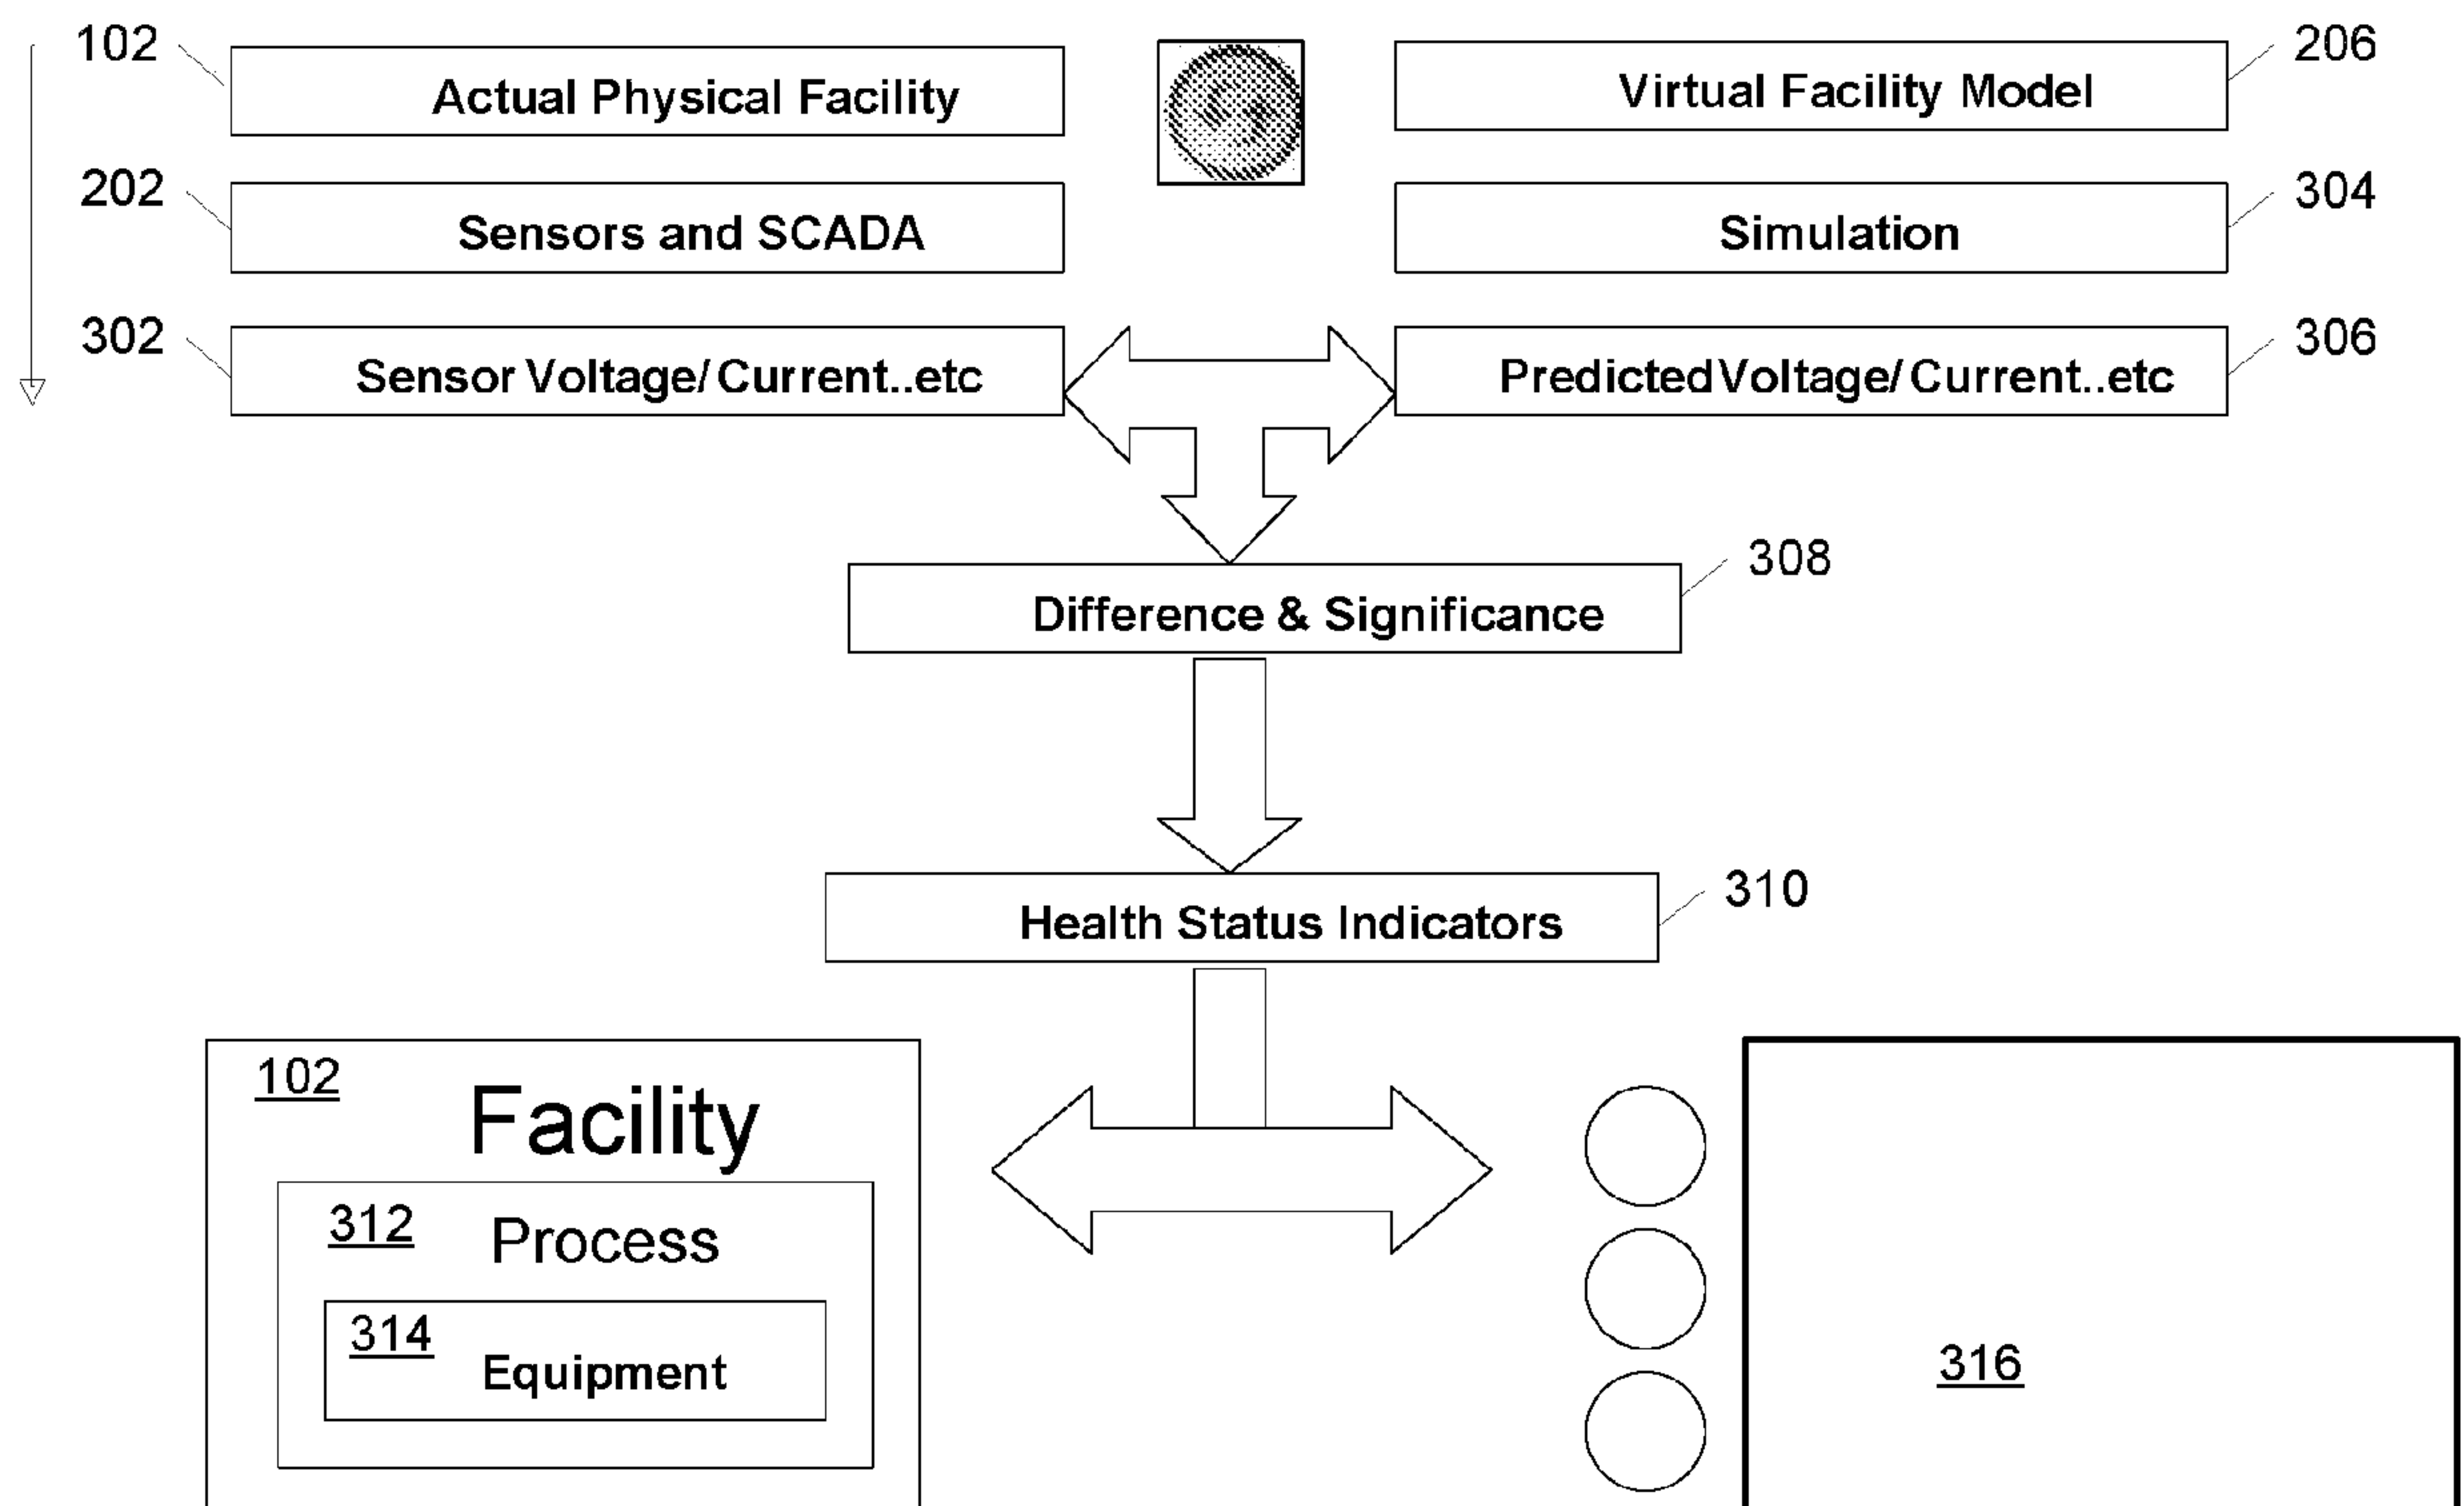 102 Actual Physical Facility Virtual Facility Model 206
202 Sensors and SCADA Simulation 304
302 Sensor Voltage/Current..etc Predicted Voltage/Current..etc 306
308
Difference & Significance
310
Health Status Indicators
102 Facility
312 Process
314 Equipment
316